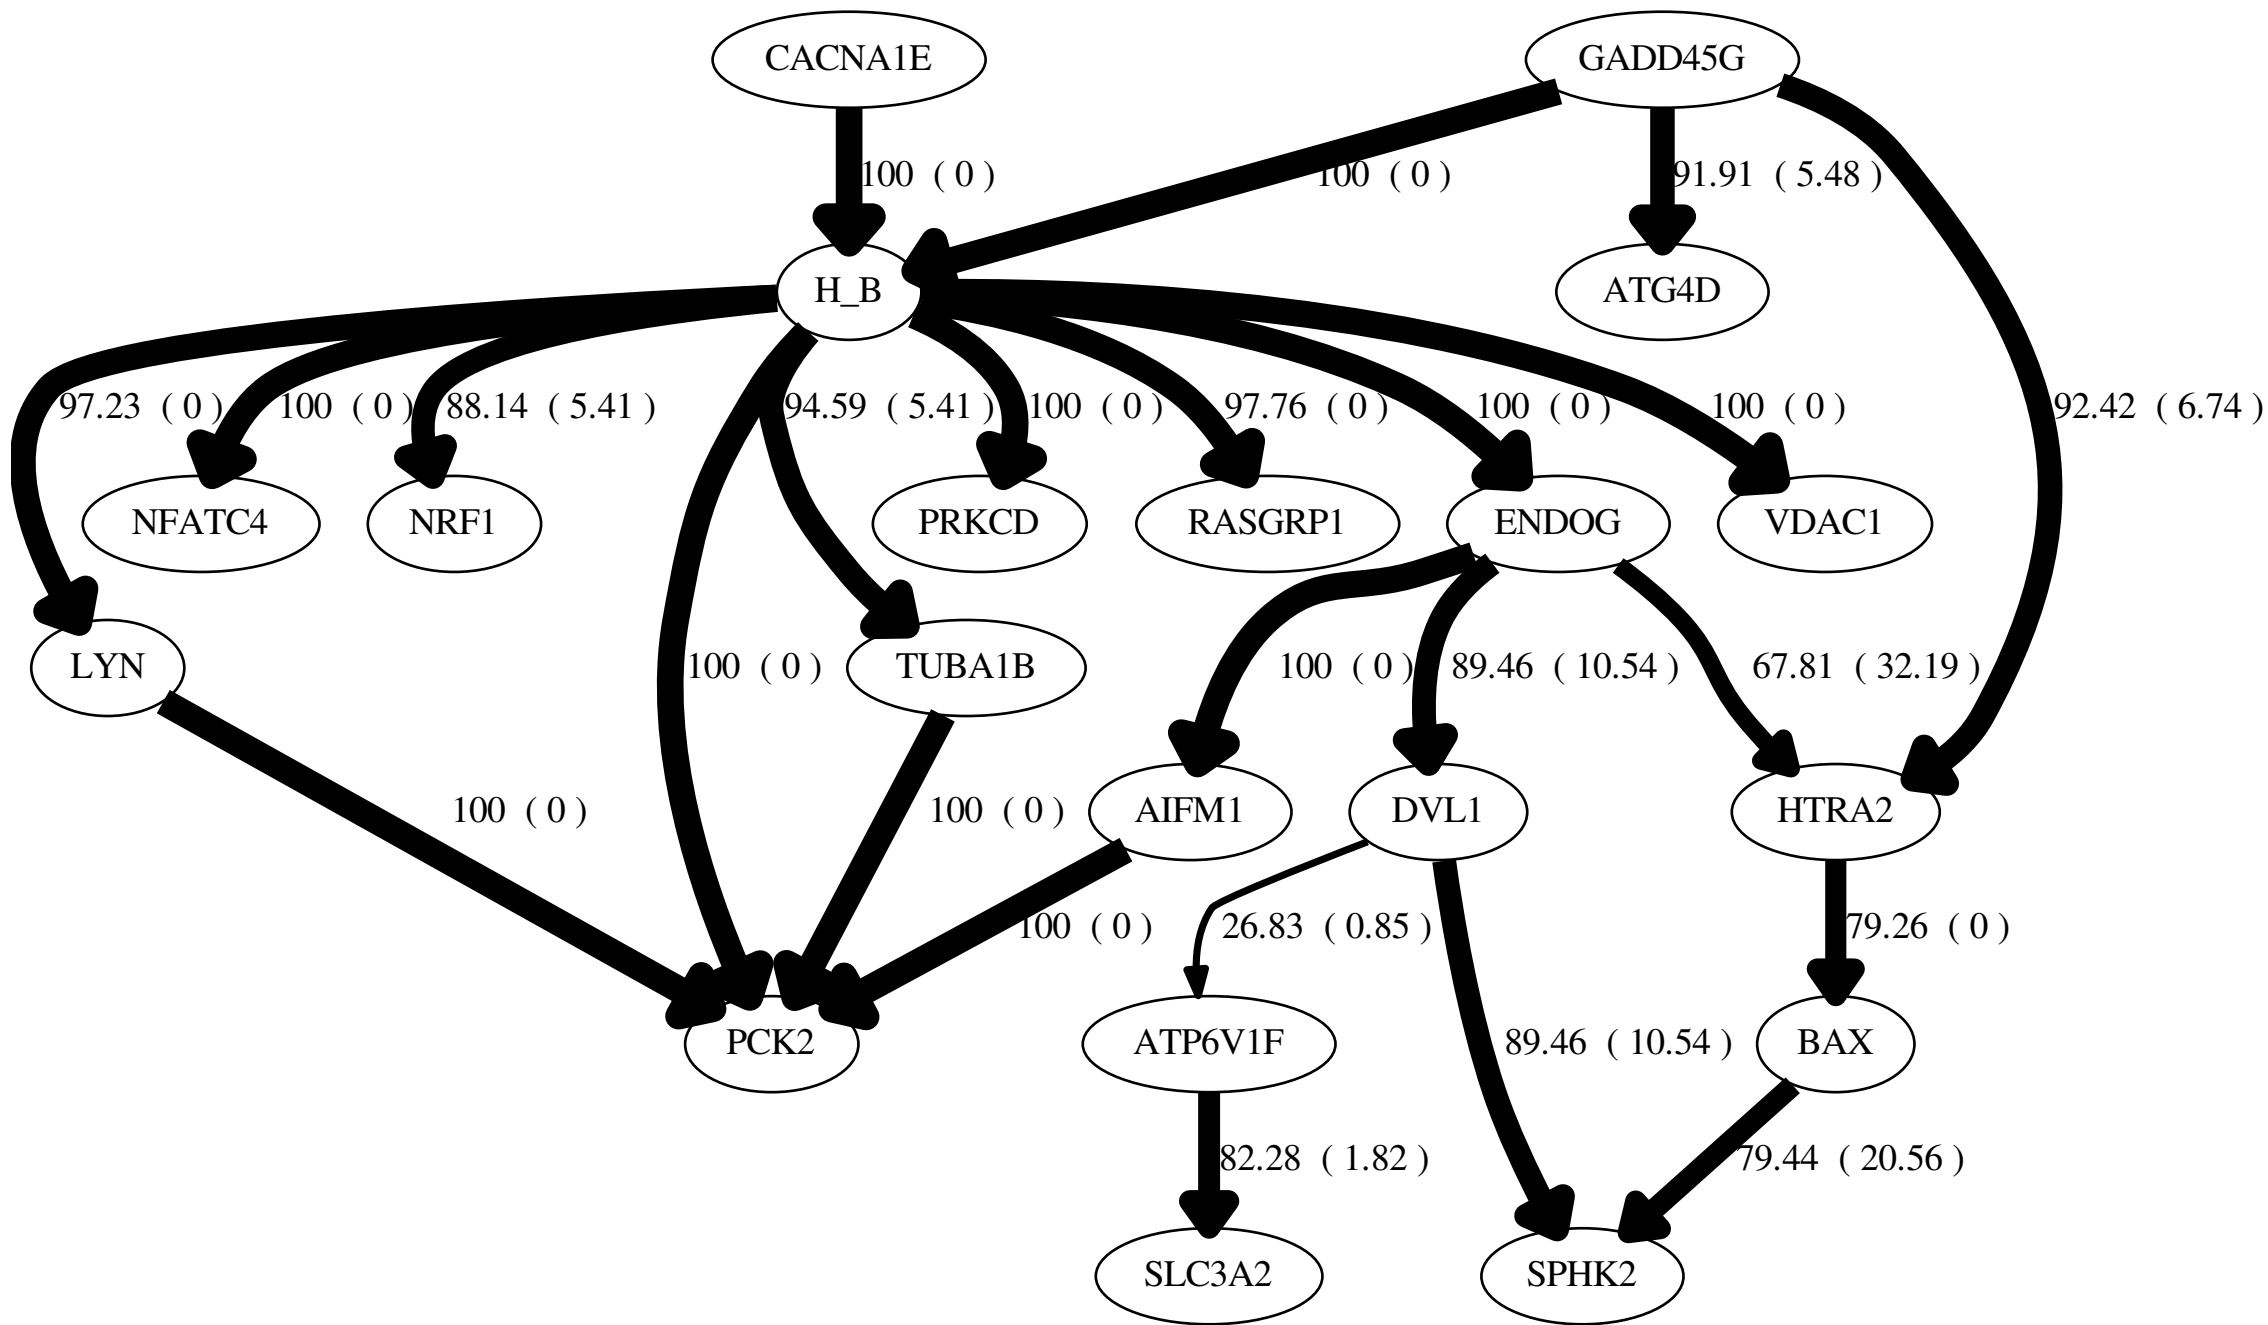 CACNA1E
GADD45G
100 ( 0 )
100 ( 0 )
91.91 ( 5.48 )
H_B
ATG4D
97.23 ( 0 )
100 ( 0 )
88.14 ( 5.41 )
94.59 ( 5.41 )
100 ( 0 )
97.76 ( 0 )
100 ( 0 )
100 ( 0 )
92.42 ( 6.74 )
NFATC4
NRF1
PRKCD
RASGRP1
ENDOG
VDAC1
LYN
100 ( 0 )
TUBA1B
100 ( 0 )
89.46 ( 10.54 )
67.81 ( 32.19 )
100 ( 0 )
100 ( 0 )
AIFM1
DVL1
HTRA2
100 ( 0 )
26.83 ( 0.85 )
79.26 ( 0 )
PCK2
ATP6V1F
89.46 ( 10.54 )
BAX
82.28 ( 1.82 )
79.44 ( 20.56 )
SLC3A2
SPHK2